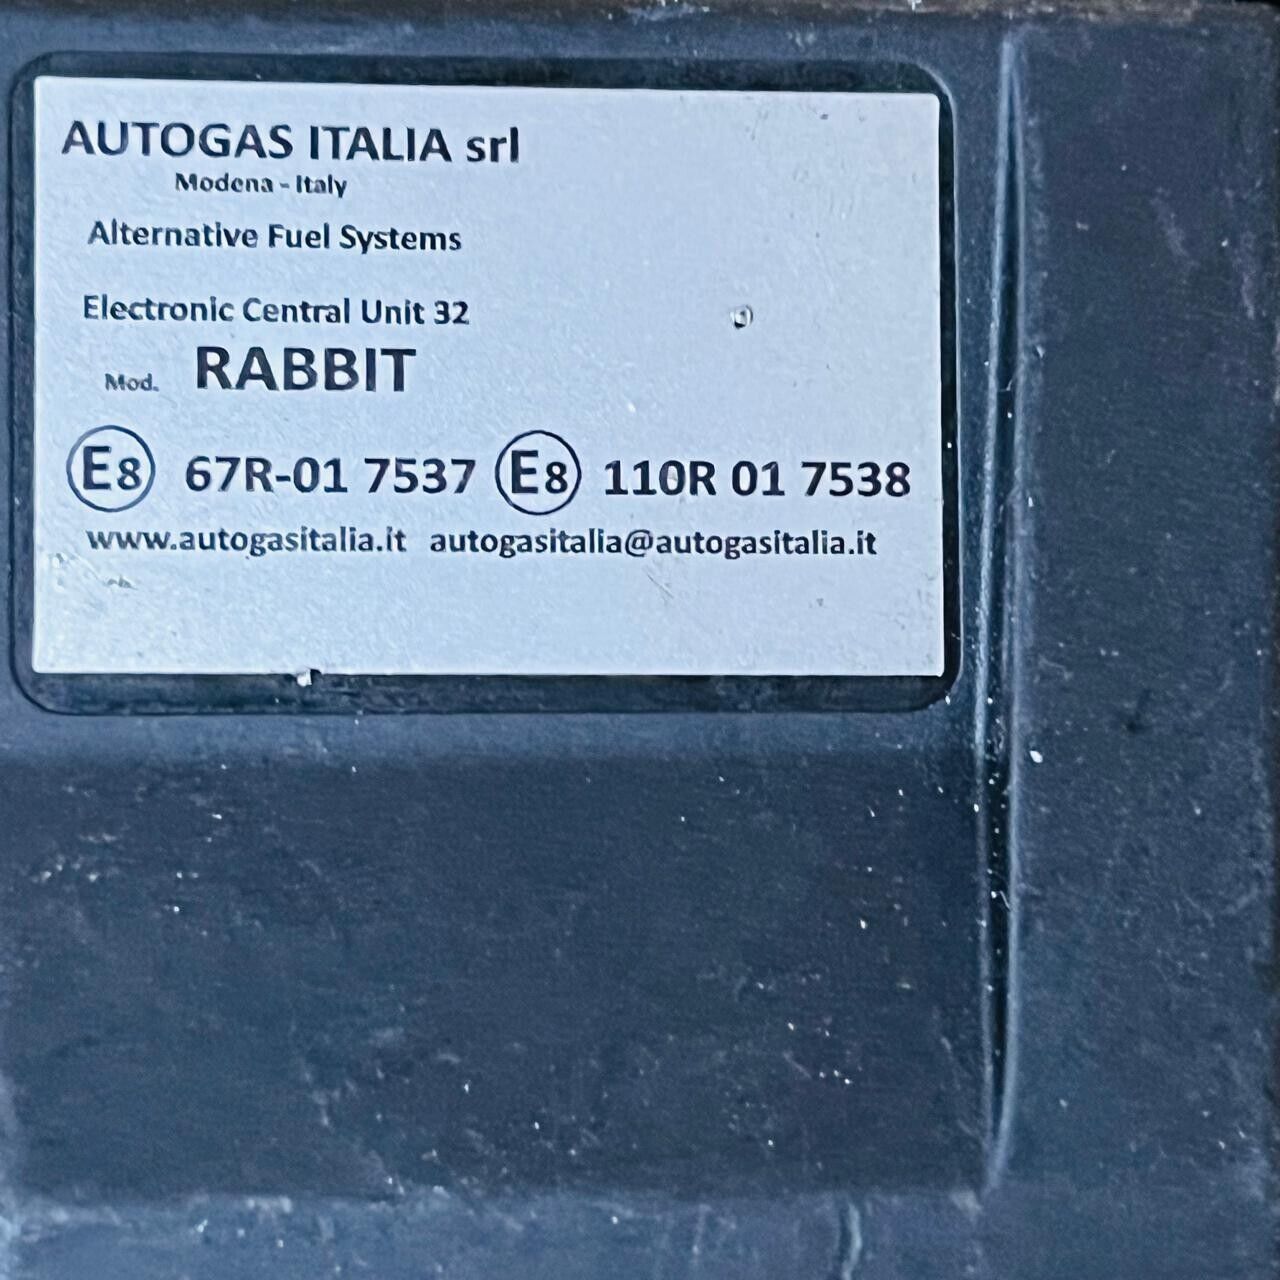 AUTOGAS ITALIA srl
Modena - Italy
Alternative Fuel Systems
Electronic Central Unit 32
Mod. RABBIT
E8 67R-01 7537 E8 110R 01 7538
www.autogasitalia.it autogasitalia@autogasitalia.it